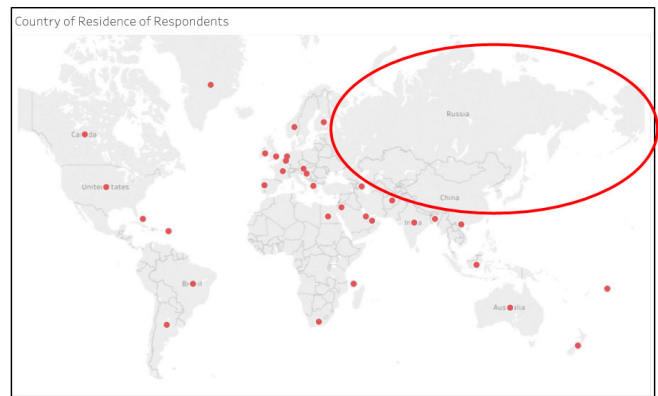 Country of Residence of Respondents
Russia
Canada
United States
China
India
Brazil
Australia